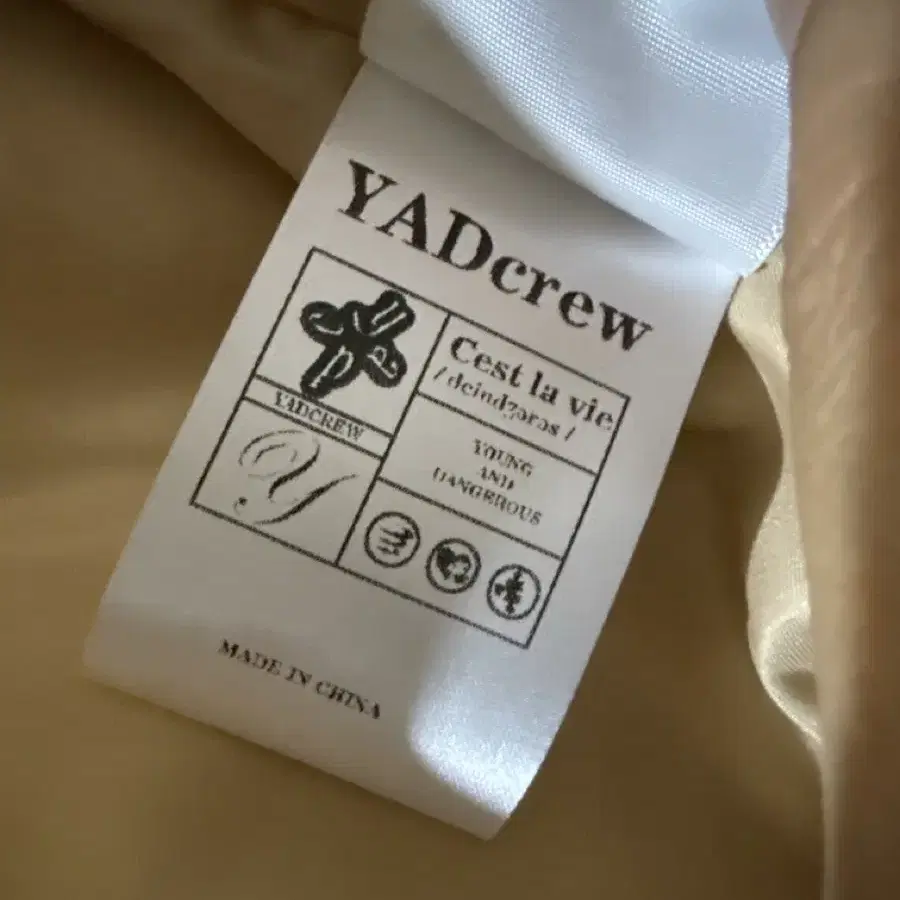 YADcrew
YADCREW
Y
Cest la vie
/deindʒərəs/
YOUNG
AND
DANGEROUS
MADE IN CHINA